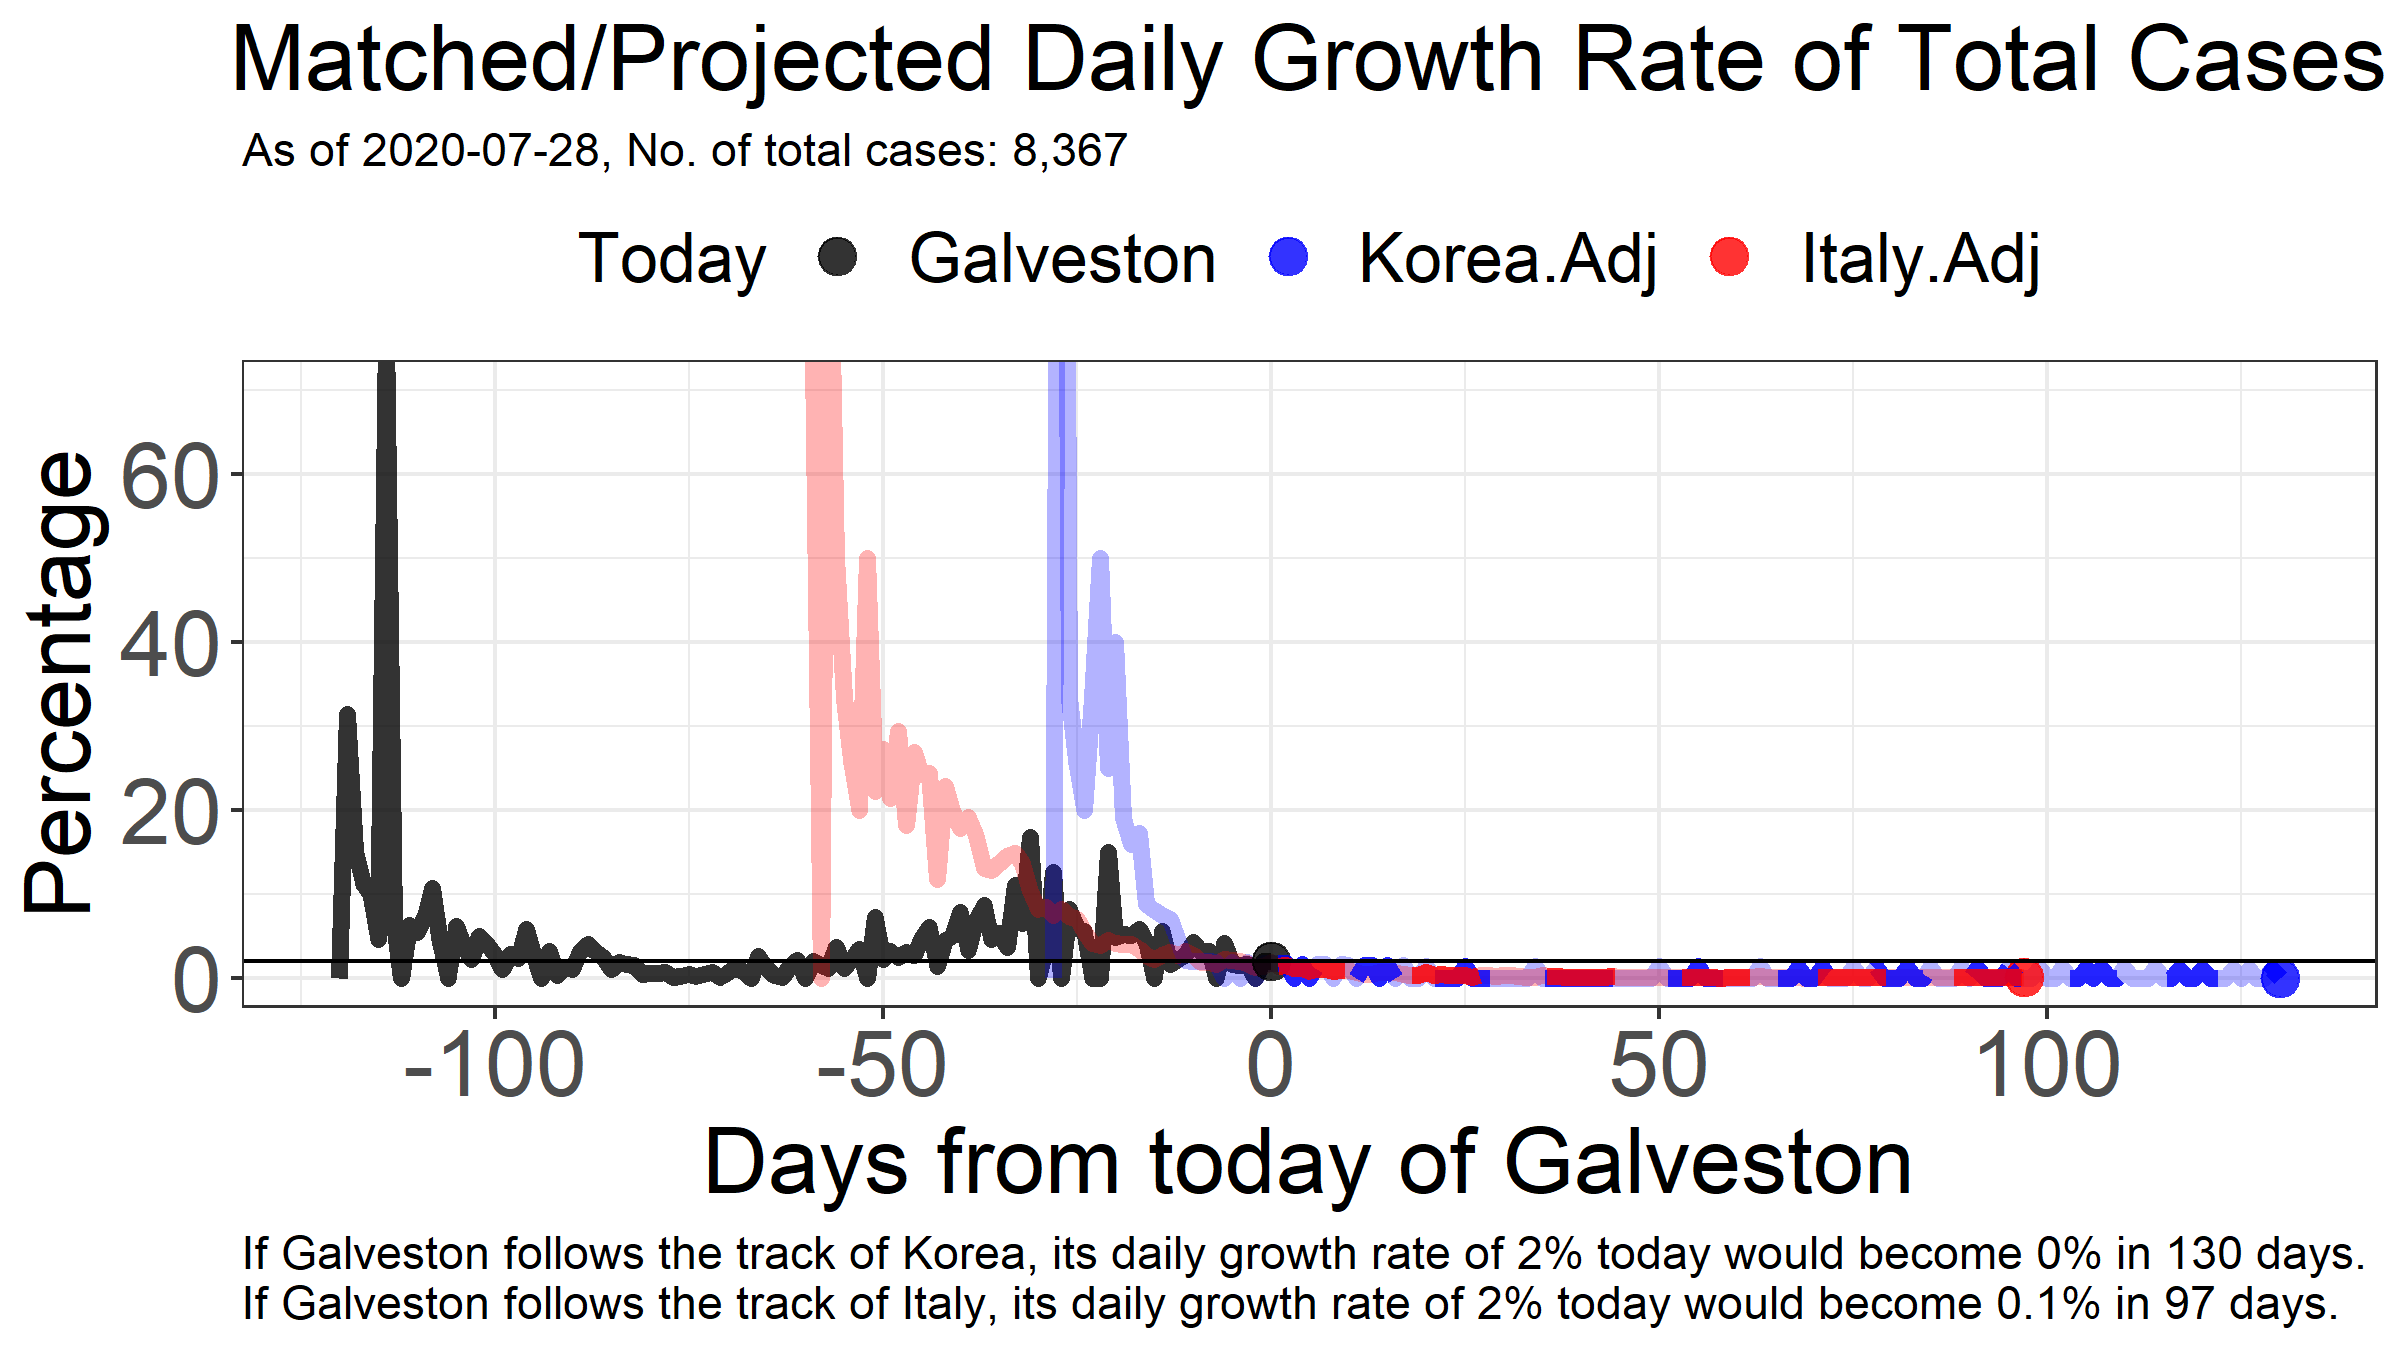 Matched/Projected Daily Growth Rate of Total Cases
As of 2020-07-28, No. of total cases: 8,367
Today Galveston Korea.Adj Italy.Adj
Percentage
60
40
20
0
-100 -50 0 50 100
Days from today of Galveston
If Galveston follows the track of Korea, its daily growth rate of 2% today would become 0% in 130 days.
If Galveston follows the track of Italy, its daily growth rate of 2% today would become 0.1% in 97 days.